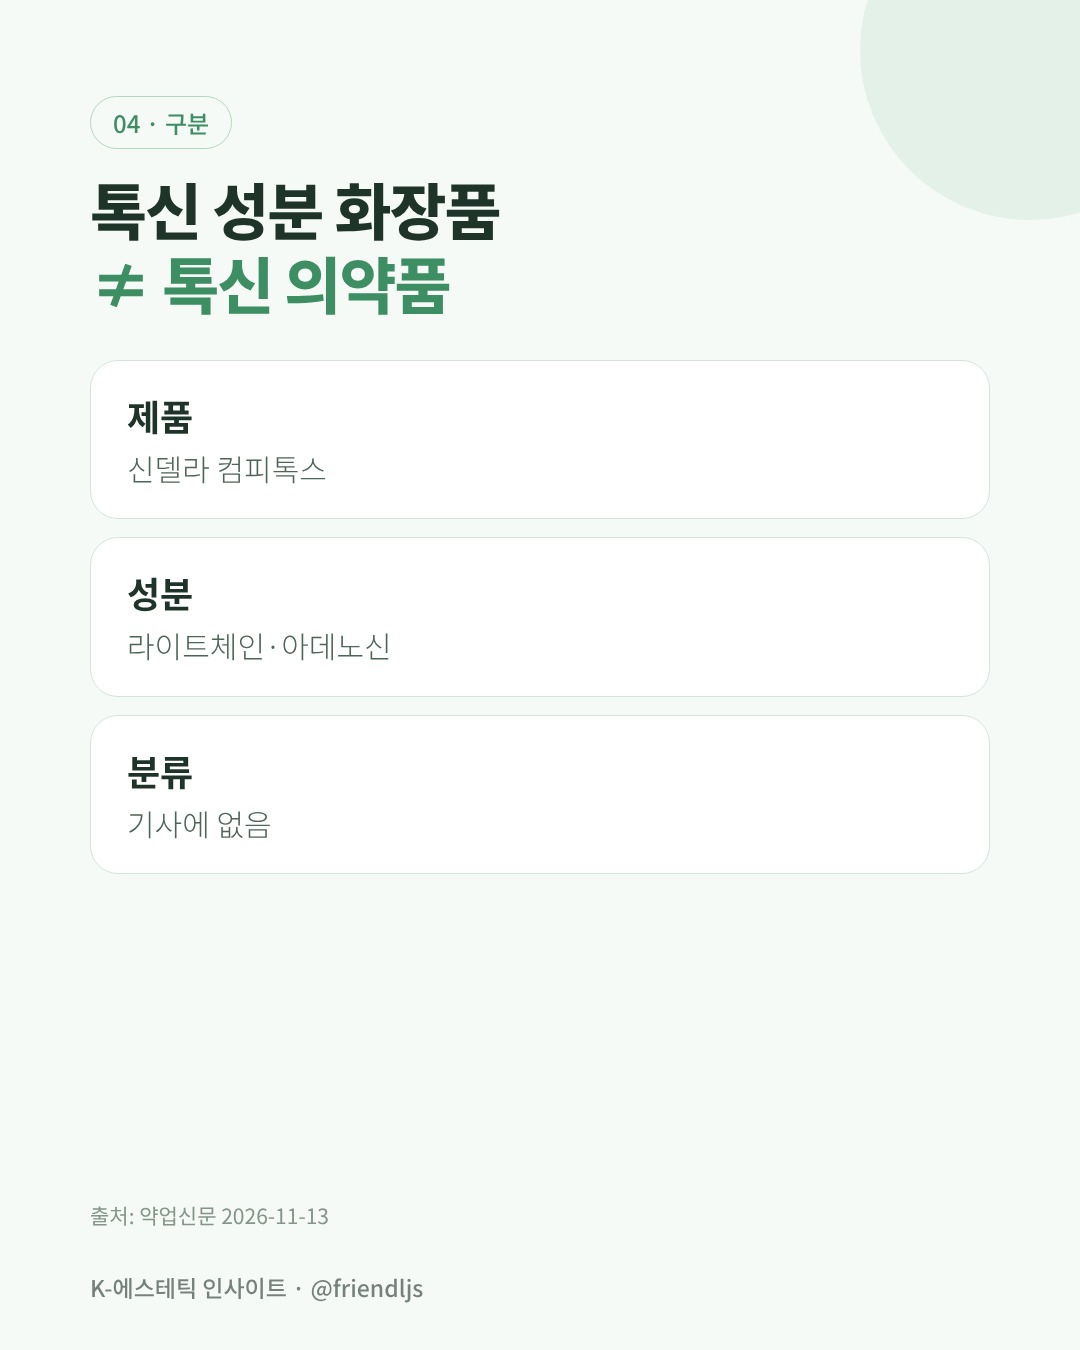 04 · 구분
톡신 성분 화장품
≠ 톡신 의약품
제품
신델라 컴피톡스
성분
라이트체인·아데노신
분류
기사에 없음
출처: 약업신문 2026-11-13
K-에스테틱 인사이트 · @friendljs